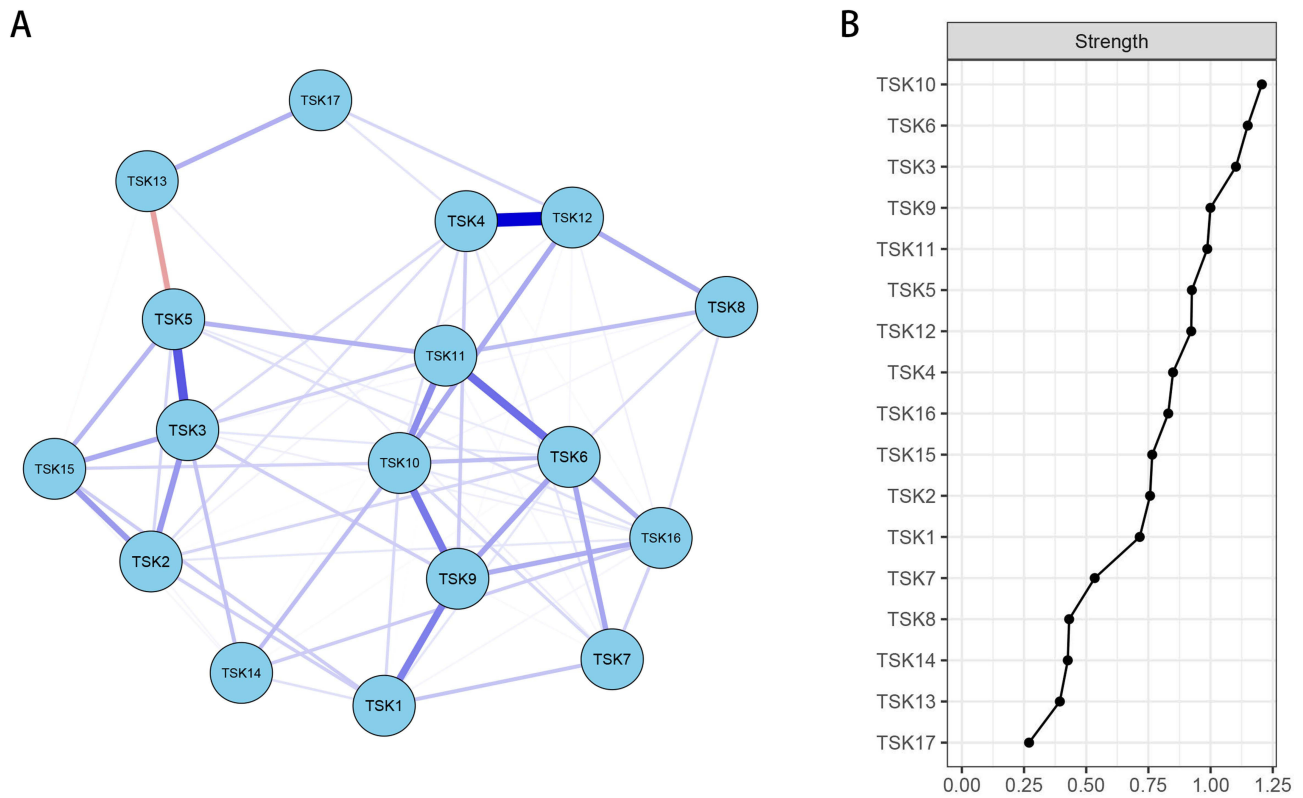 A
TSK17
TSK13
TSK4
TSK12
TSK8
TSK5
TSK11
TSK3
TSK15
TSK10
TSK6
TSK16
TSK2
TSK9
TSK7
TSK14
TSK1
B
Strength
TSK10
TSK6
TSK3
TSK9
TSK11
TSK5
TSK12
TSK4
TSK16
TSK15
TSK2
TSK1
TSK7
TSK8
TSK14
TSK13
TSK17
0.00 0.25 0.50 0.75 1.00 1.25